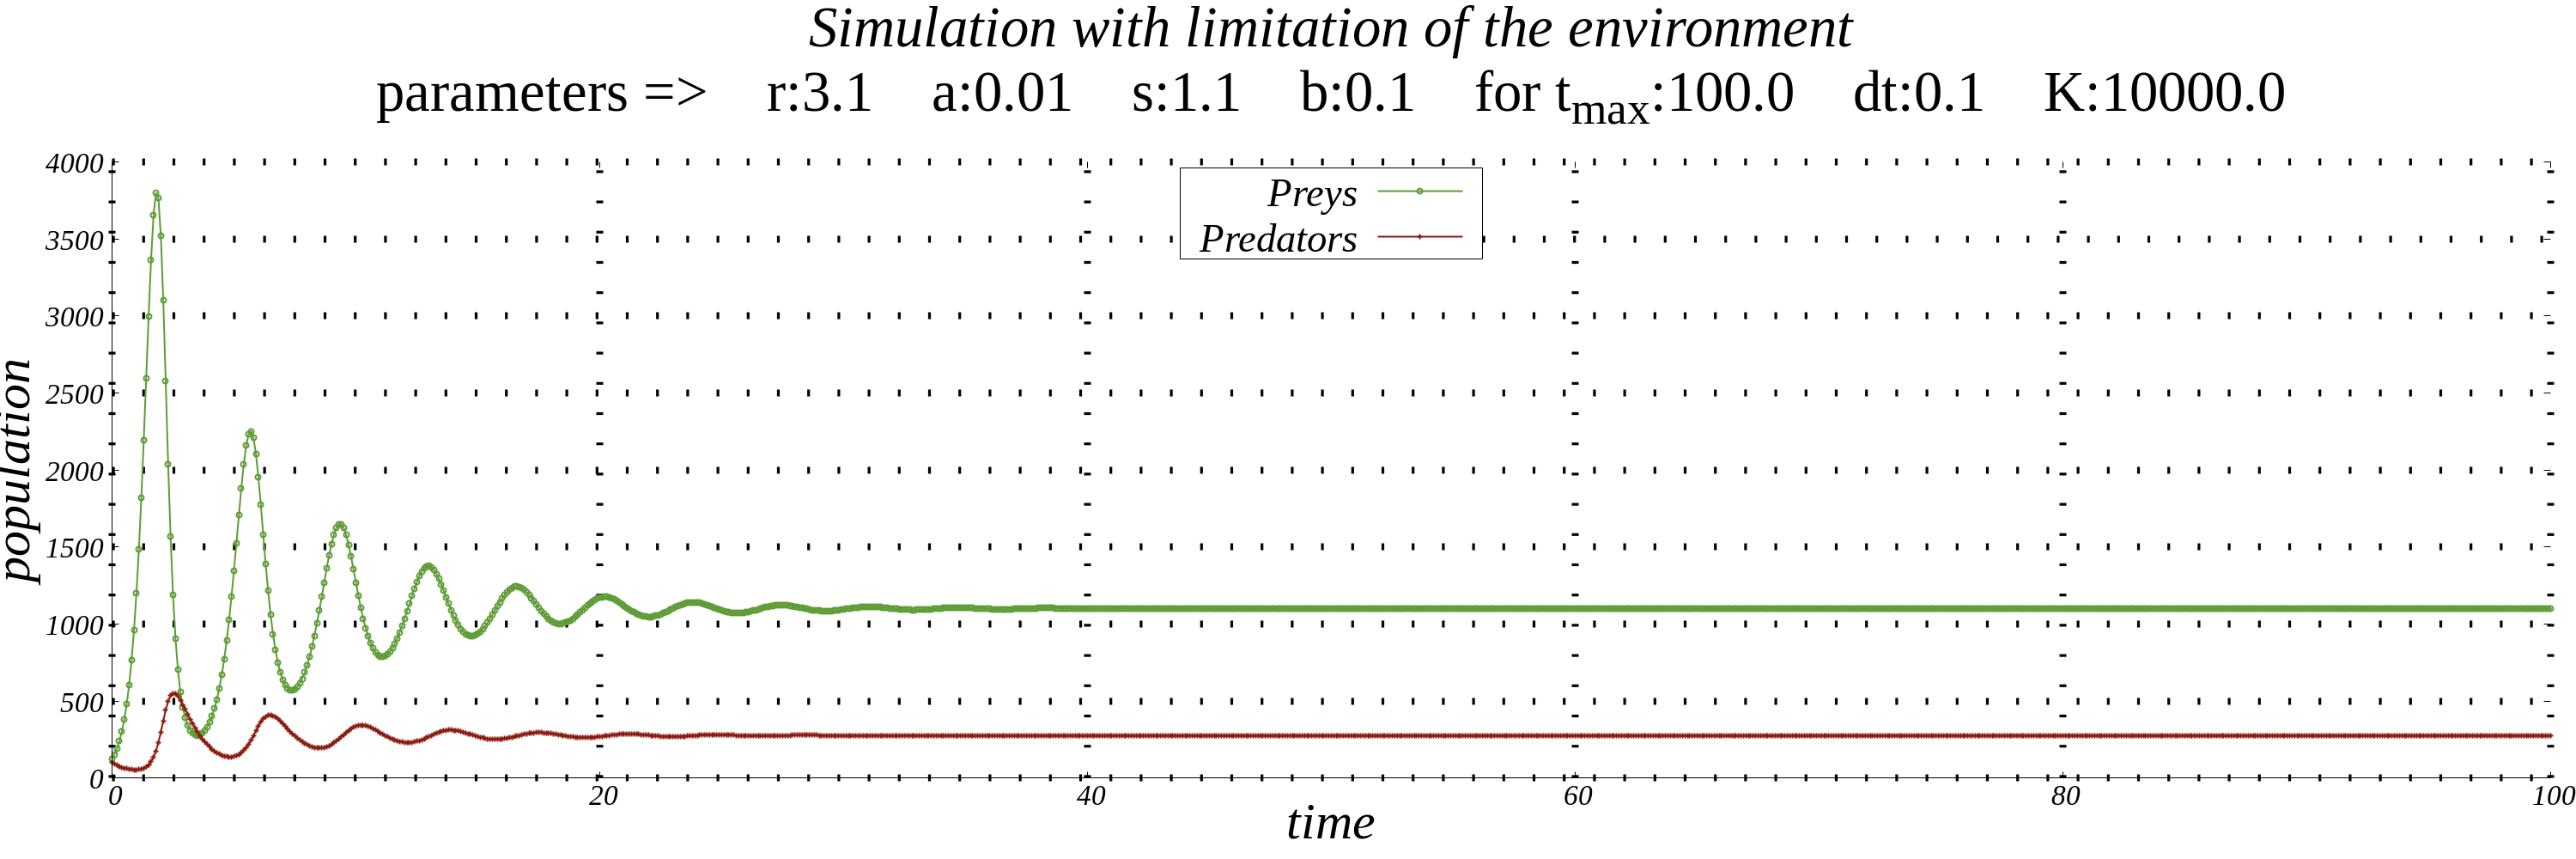 Simulation with limitation of the environment
parameters => r:3.1 a:0.01 s:1.1 b:0.1 for tmax:100.0 dt:0.1 K:10000.0
4000
3500
3000
2500
2000
1500
1000
500
0
population
Preys
Predators
0 20 40 60 80 100
time